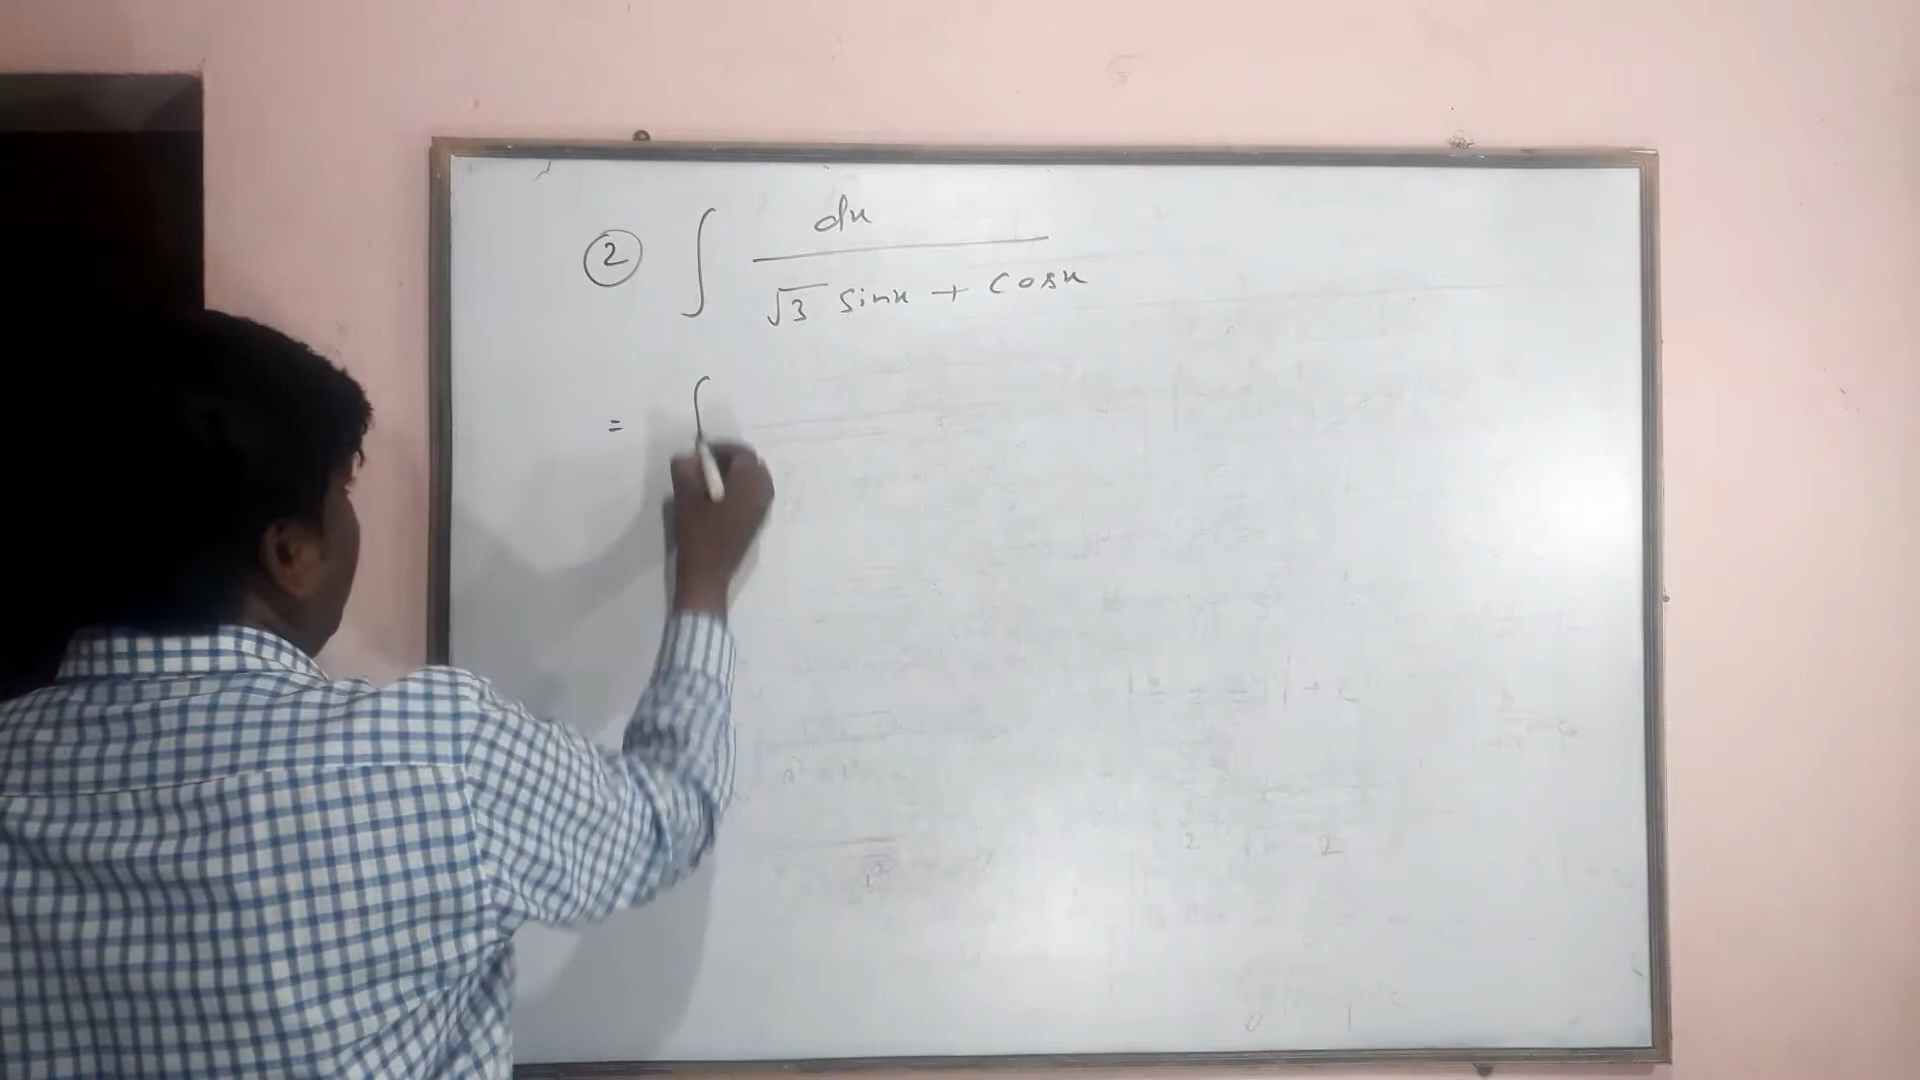 ② ∫ dx
√3 sinx + cosx
= ∫